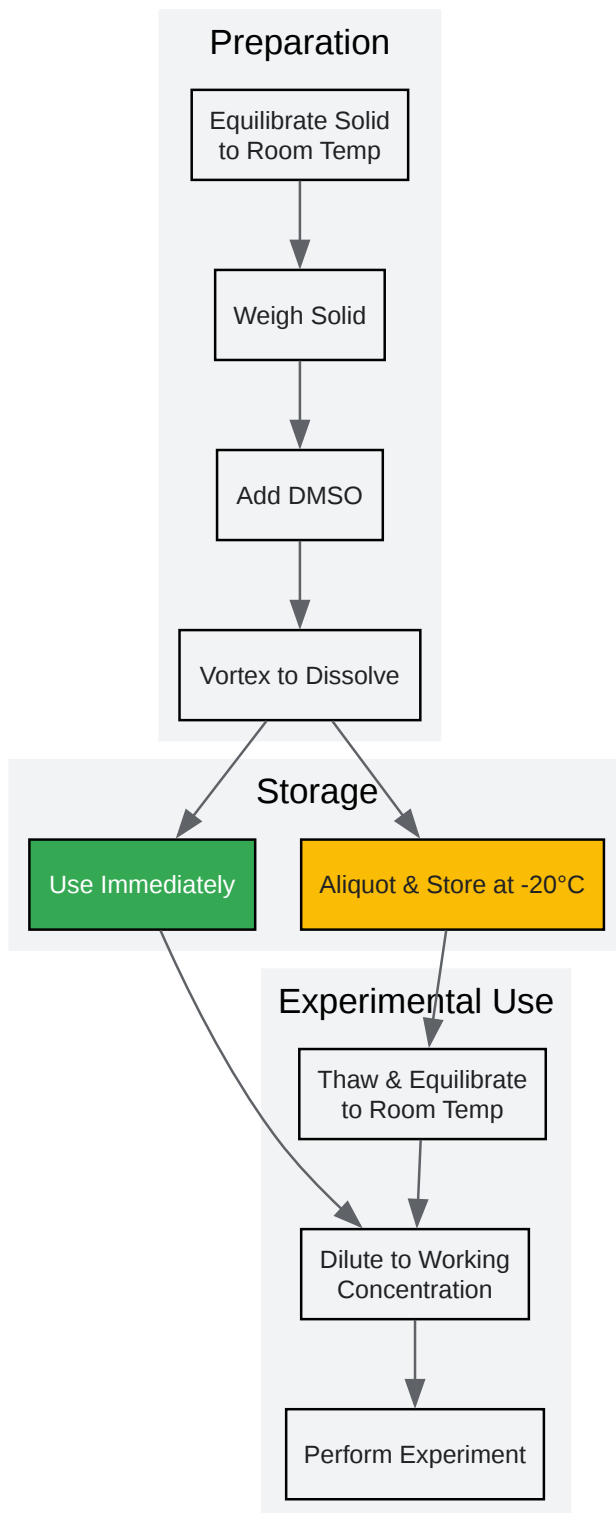 Preparation
Equilibrate Solid
to Room Temp
Weigh Solid
Add DMSO
Vortex to Dissolve
Storage
Use Immediately
Aliquot & Store at -20°C
Experimental Use
Thaw & Equilibrate
to Room Temp
Dilute to Working
Concentration
Perform Experiment